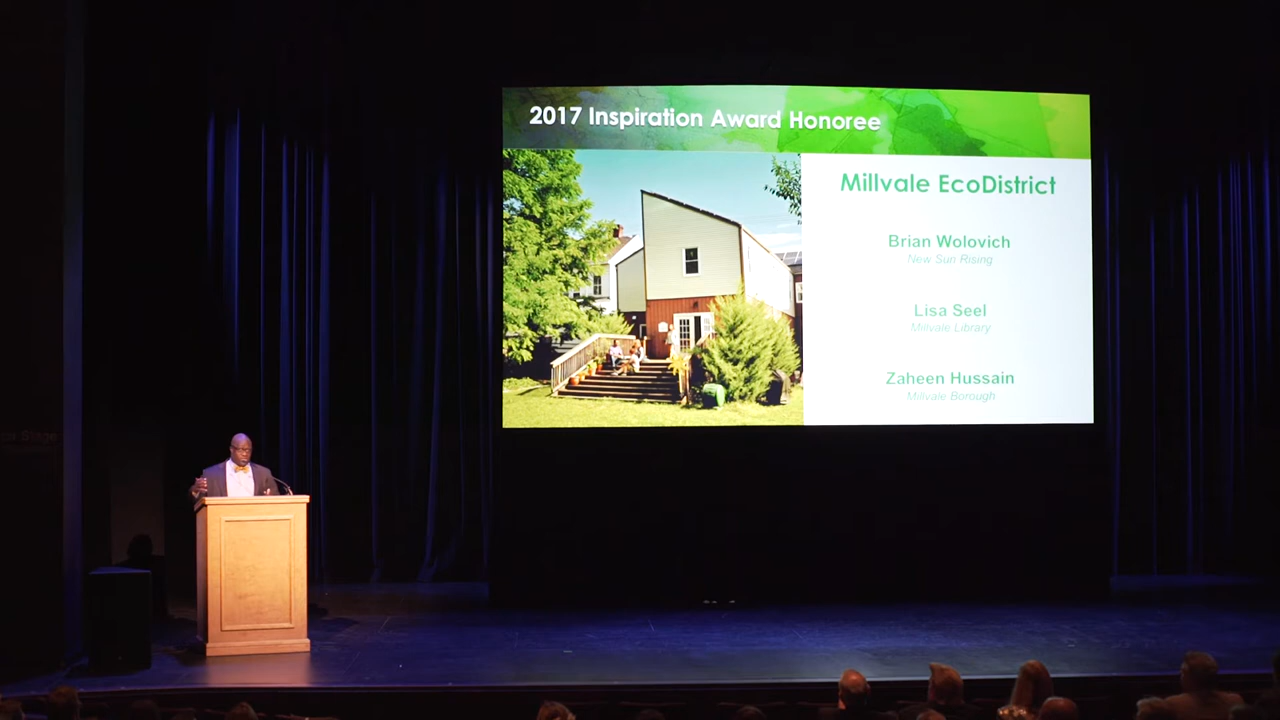 2017 Inspiration Award Honoree
Millvale EcoDistrict
Brian Wolovich
New Sun Rising
Lisa Seel
Millvale Library
Zaheen Hussain
Millvale Borough